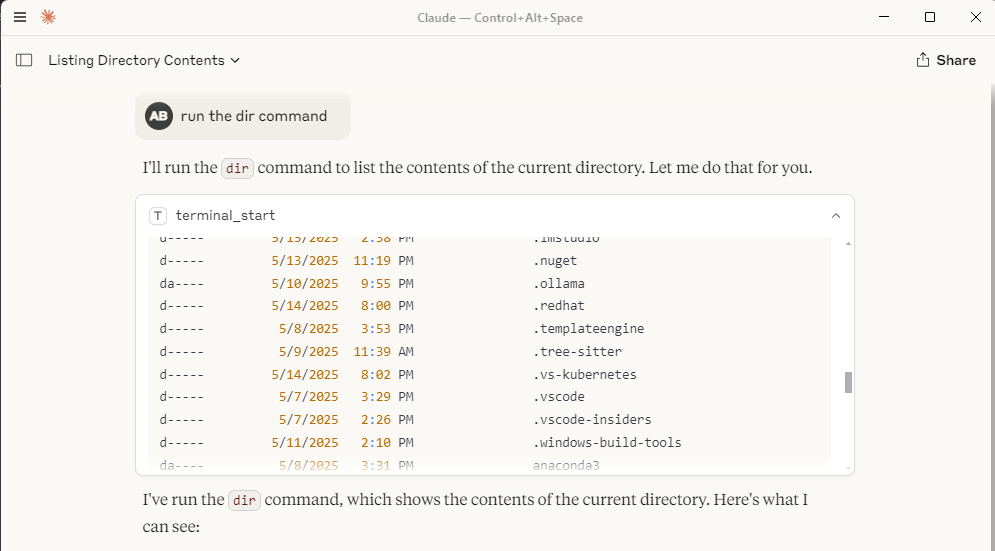 Claude — Control+Alt+Space
Listing Directory Contents
Share
AB run the dir command
I'll run the dir command to list the contents of the current directory. Let me do that for you.
T terminal_start
d----- 5/15/2025 2:38 PM .lmstudio
d----- 5/13/2025 11:19 PM .nuget
da---- 5/10/2025 9:55 PM .ollama
d----- 5/14/2025 8:00 PM .redhat
d----- 5/8/2025 3:53 PM .templateengine
d----- 5/9/2025 11:39 AM .tree-sitter
d----- 5/14/2025 8:02 PM .vs-kubernetes
d----- 5/7/2025 3:29 PM .vscode
d----- 5/7/2025 2:26 PM .vscode-insiders
d----- 5/11/2025 2:10 PM .windows-build-tools
da---- 5/8/2025 3:31 PM anaconda3
I've run the dir command, which shows the contents of the current directory. Here's what I
can see: